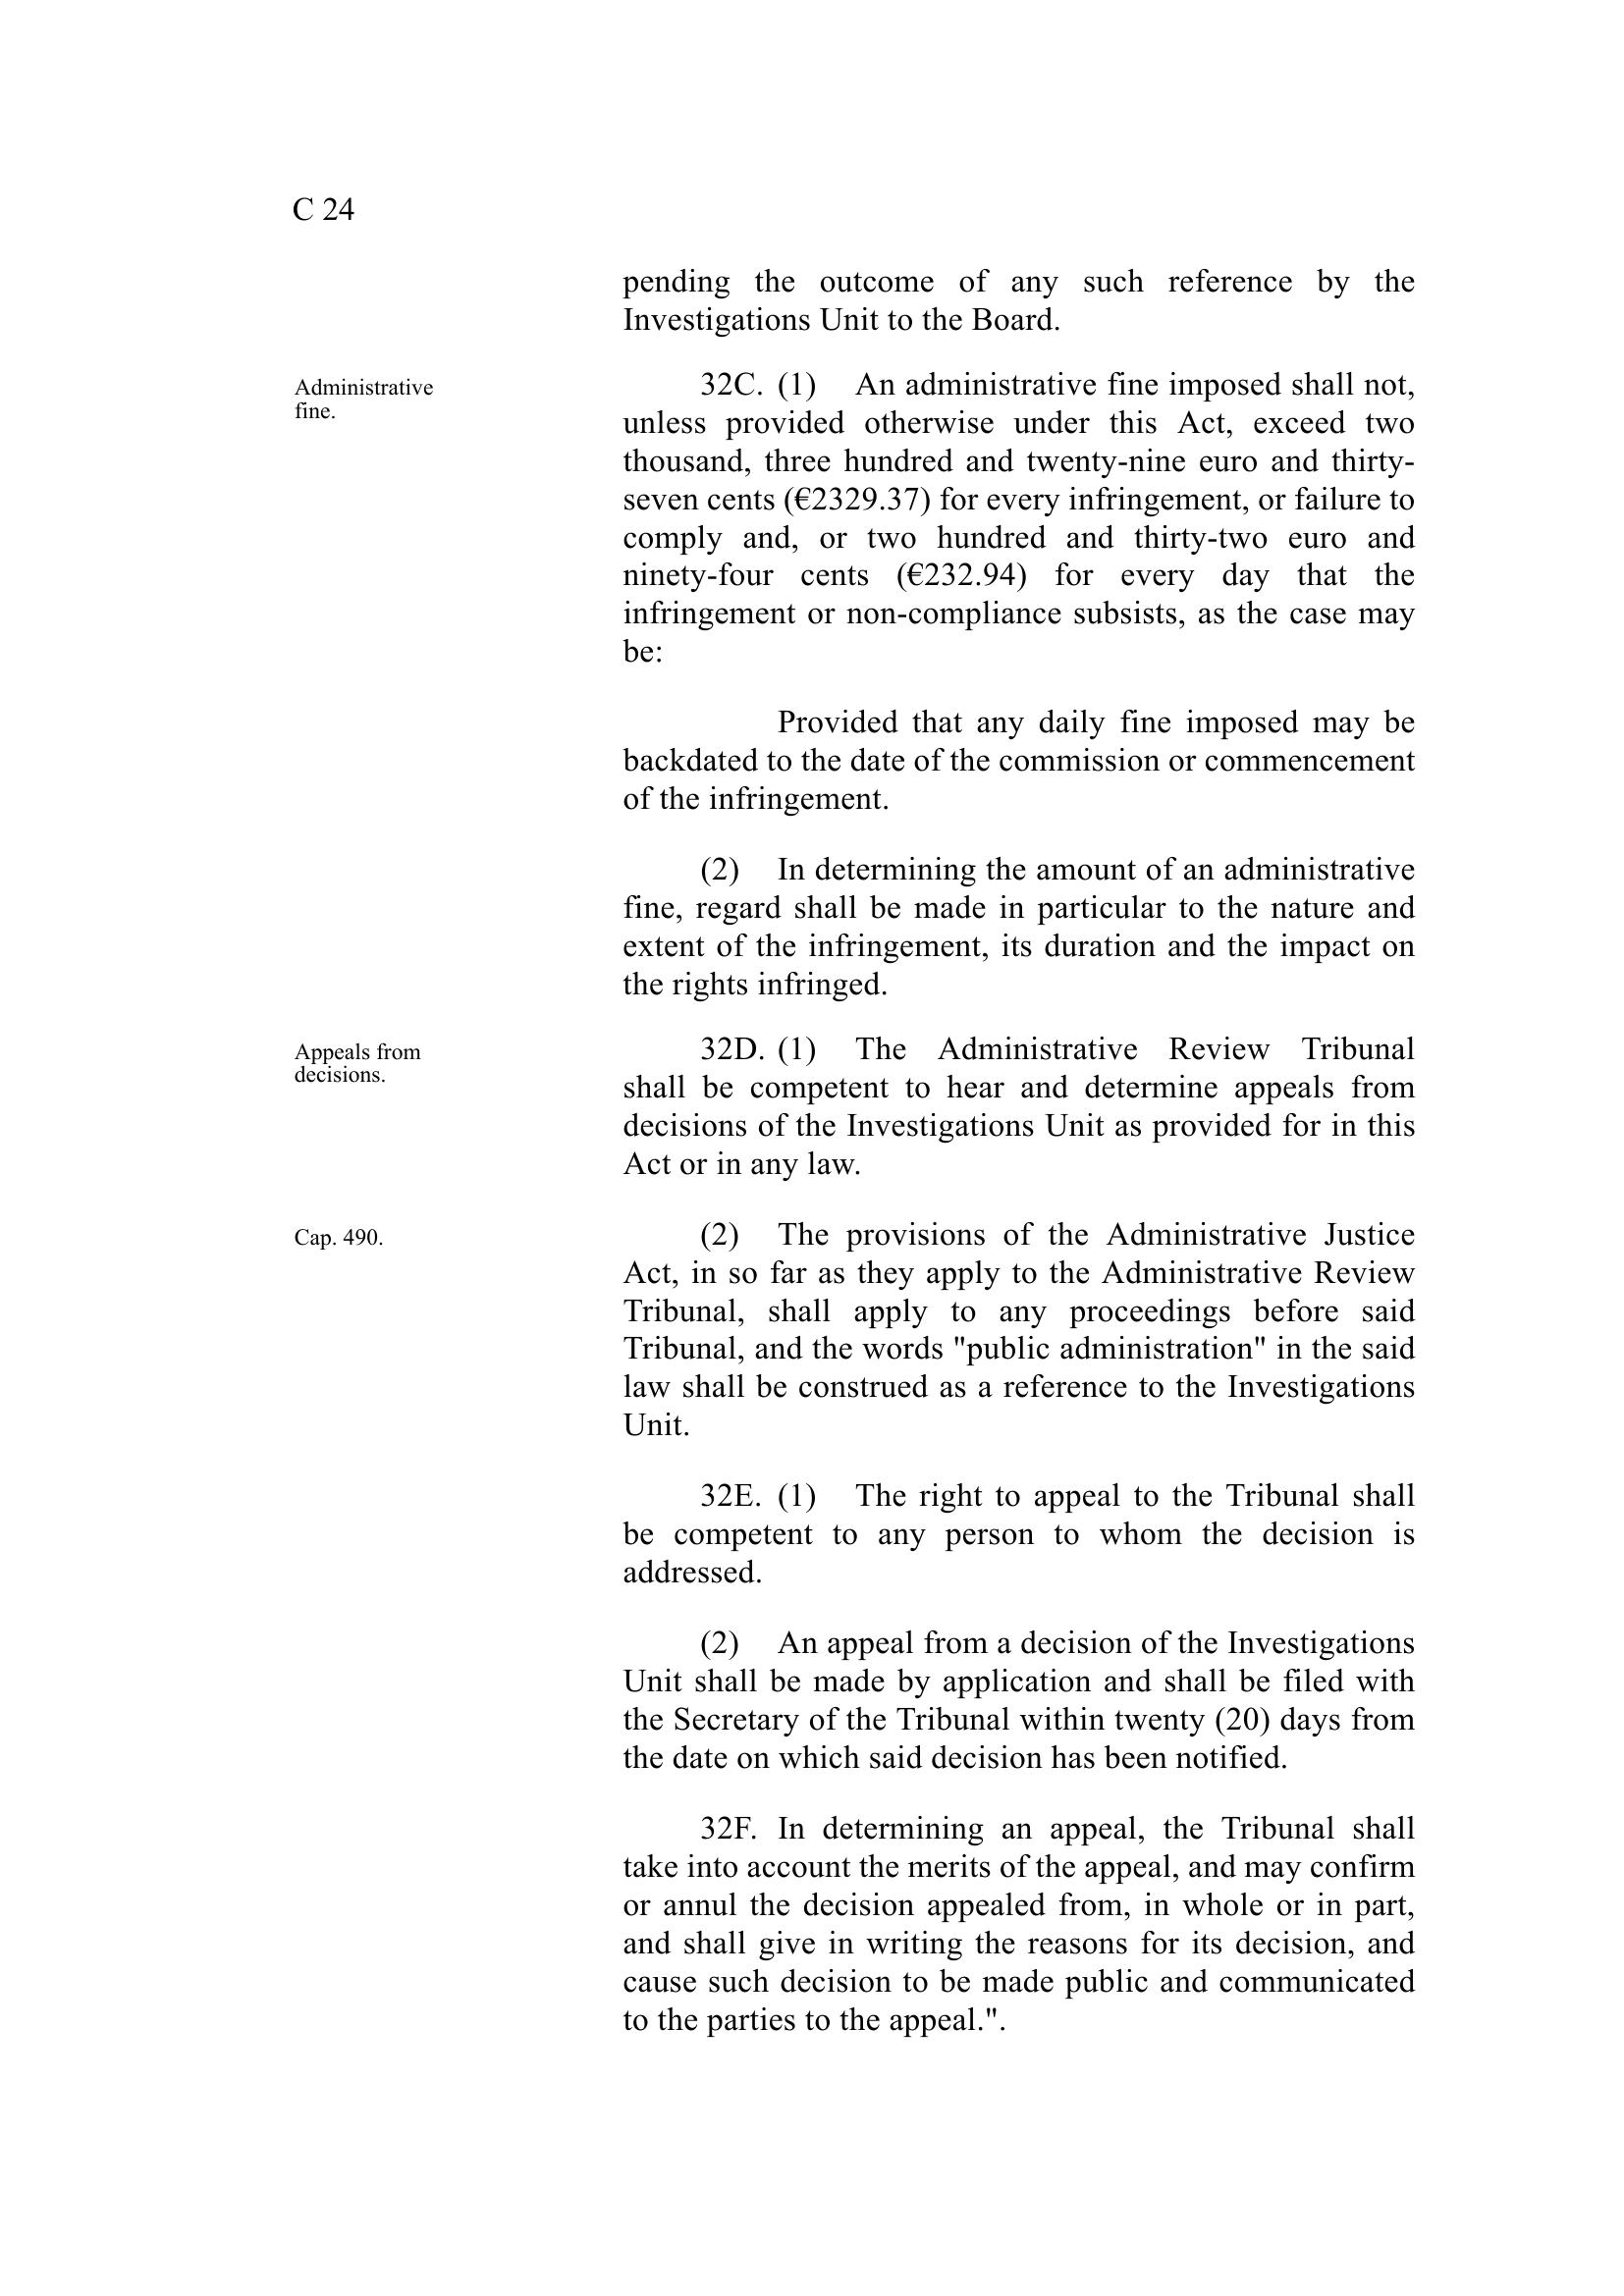 C 24
pending the outcome of any such reference by the
Investigations Unit to the Board.
Administrative
fine.
32C. (1) An administrative fine imposed shall not,
unless provided otherwise under this Act, exceed two
thousand, three hundred and twenty-nine euro and thirty-
seven cents (€2329.37) for every infringement, or failure to
comply and, or two hundred and thirty-two euro and
ninety-four cents (€232.94) for every day that the
infringement or non-compliance subsists, as the case may
be:
Provided that any daily fine imposed may be
backdated to the date of the commission or commencement
of the infringement.
(2) In determining the amount of an administrative
fine, regard shall be made in particular to the nature and
extent of the infringement, its duration and the impact on
the rights infringed.
Appeals from
decisions.
32D. (1) The Administrative Review Tribunal
shall be competent to hear and determine appeals from
decisions of the Investigations Unit as provided for in this
Act or in any law.
Cap. 490.
(2) The provisions of the Administrative Justice
Act, in so far as they apply to the Administrative Review
Tribunal, shall apply to any proceedings before said
Tribunal, and the words "public administration" in the said
law shall be construed as a reference to the Investigations
Unit.
32E. (1) The right to appeal to the Tribunal shall
be competent to any person to whom the decision is
addressed.
(2) An appeal from a decision of the Investigations
Unit shall be made by application and shall be filed with
the Secretary of the Tribunal within twenty (20) days from
the date on which said decision has been notified.
32F. In determining an appeal, the Tribunal shall
take into account the merits of the appeal, and may confirm
or annul the decision appealed from, in whole or in part,
and shall give in writing the reasons for its decision, and
cause such decision to be made public and communicated
to the parties to the appeal.".